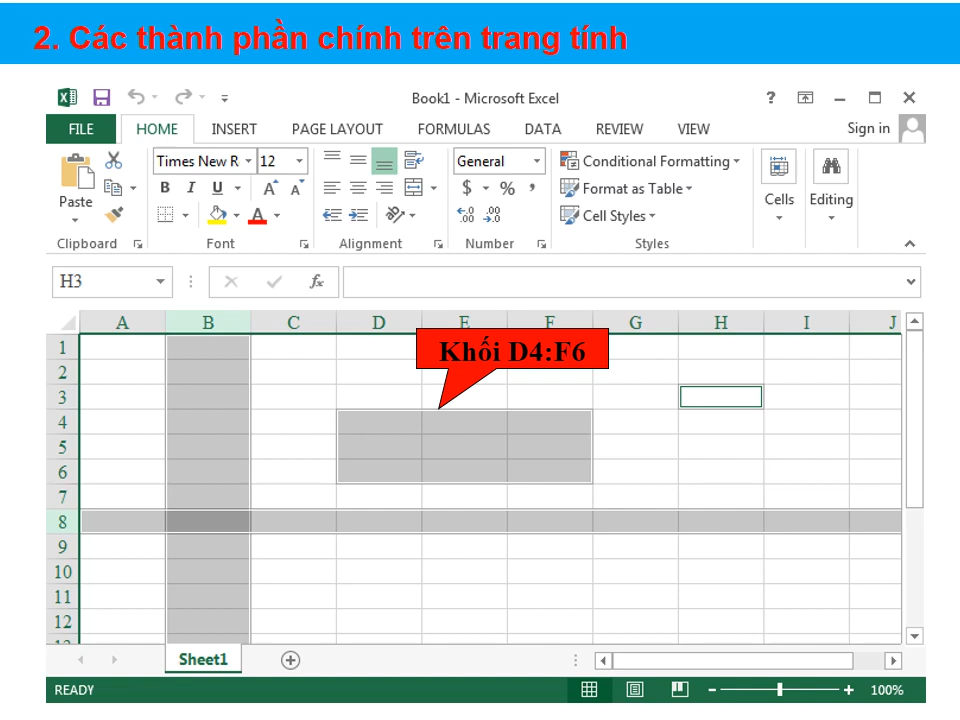 2. Các thành phần chính trên trang tính
Book1 - Microsoft Excel
?
FILE HOME INSERT PAGE LAYOUT FORMULAS DATA REVIEW VIEW Sign in
Times New R 12 General Conditional Formatting
Paste B I U A A $ % , Format as Table Cells Editing
A .00 .00 Cell Styles
Clipboard Font Alignment Number Styles
H3 fx
A B C D E F G H I J
Khối D4:F6
1
2
3
4
5
6
7
8
9
10
11
12
Sheet1
READY 100%